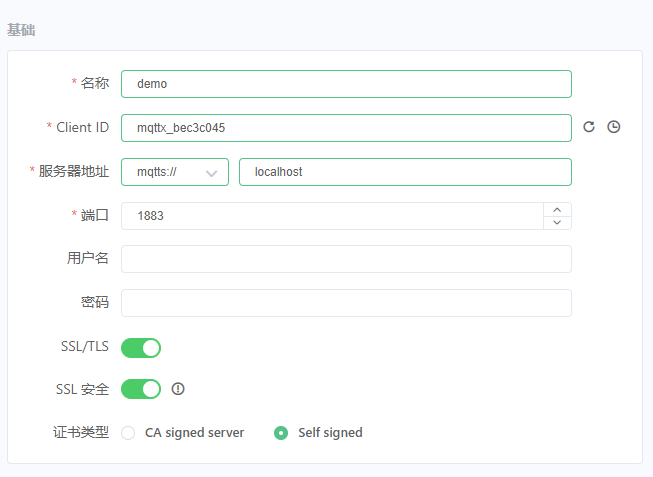 基础
* 名称 demo
* Client ID mqttx_bec3c045
* 服务器地址 mqtts:// localhost
* 端口 1883
用户名
密码
SSL/TLS
SSL 安全
证书类型 CA signed server Self signed